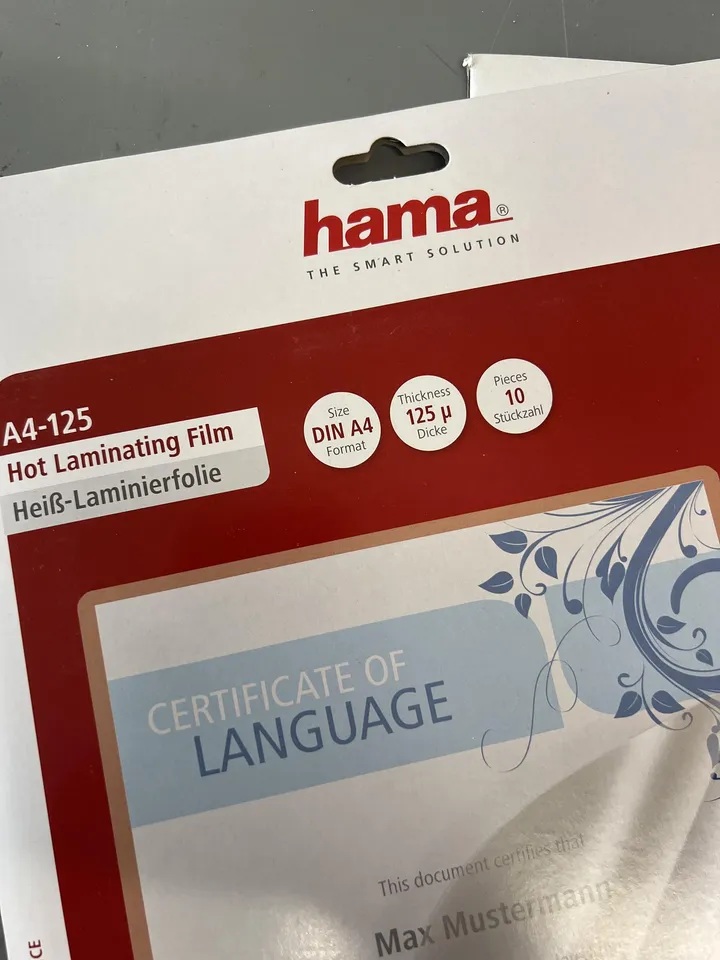 hama®
THE SMART SOLUTION
A4-125
Hot Laminating Film
Heiß-Laminierfolie
Size
DIN A4
Format
Thickness
125 µ
Dicke
Pieces
10
Stückzahl
CERTIFICATE OF
LANGUAGE
This document certifies that
Max Mustermann
CE